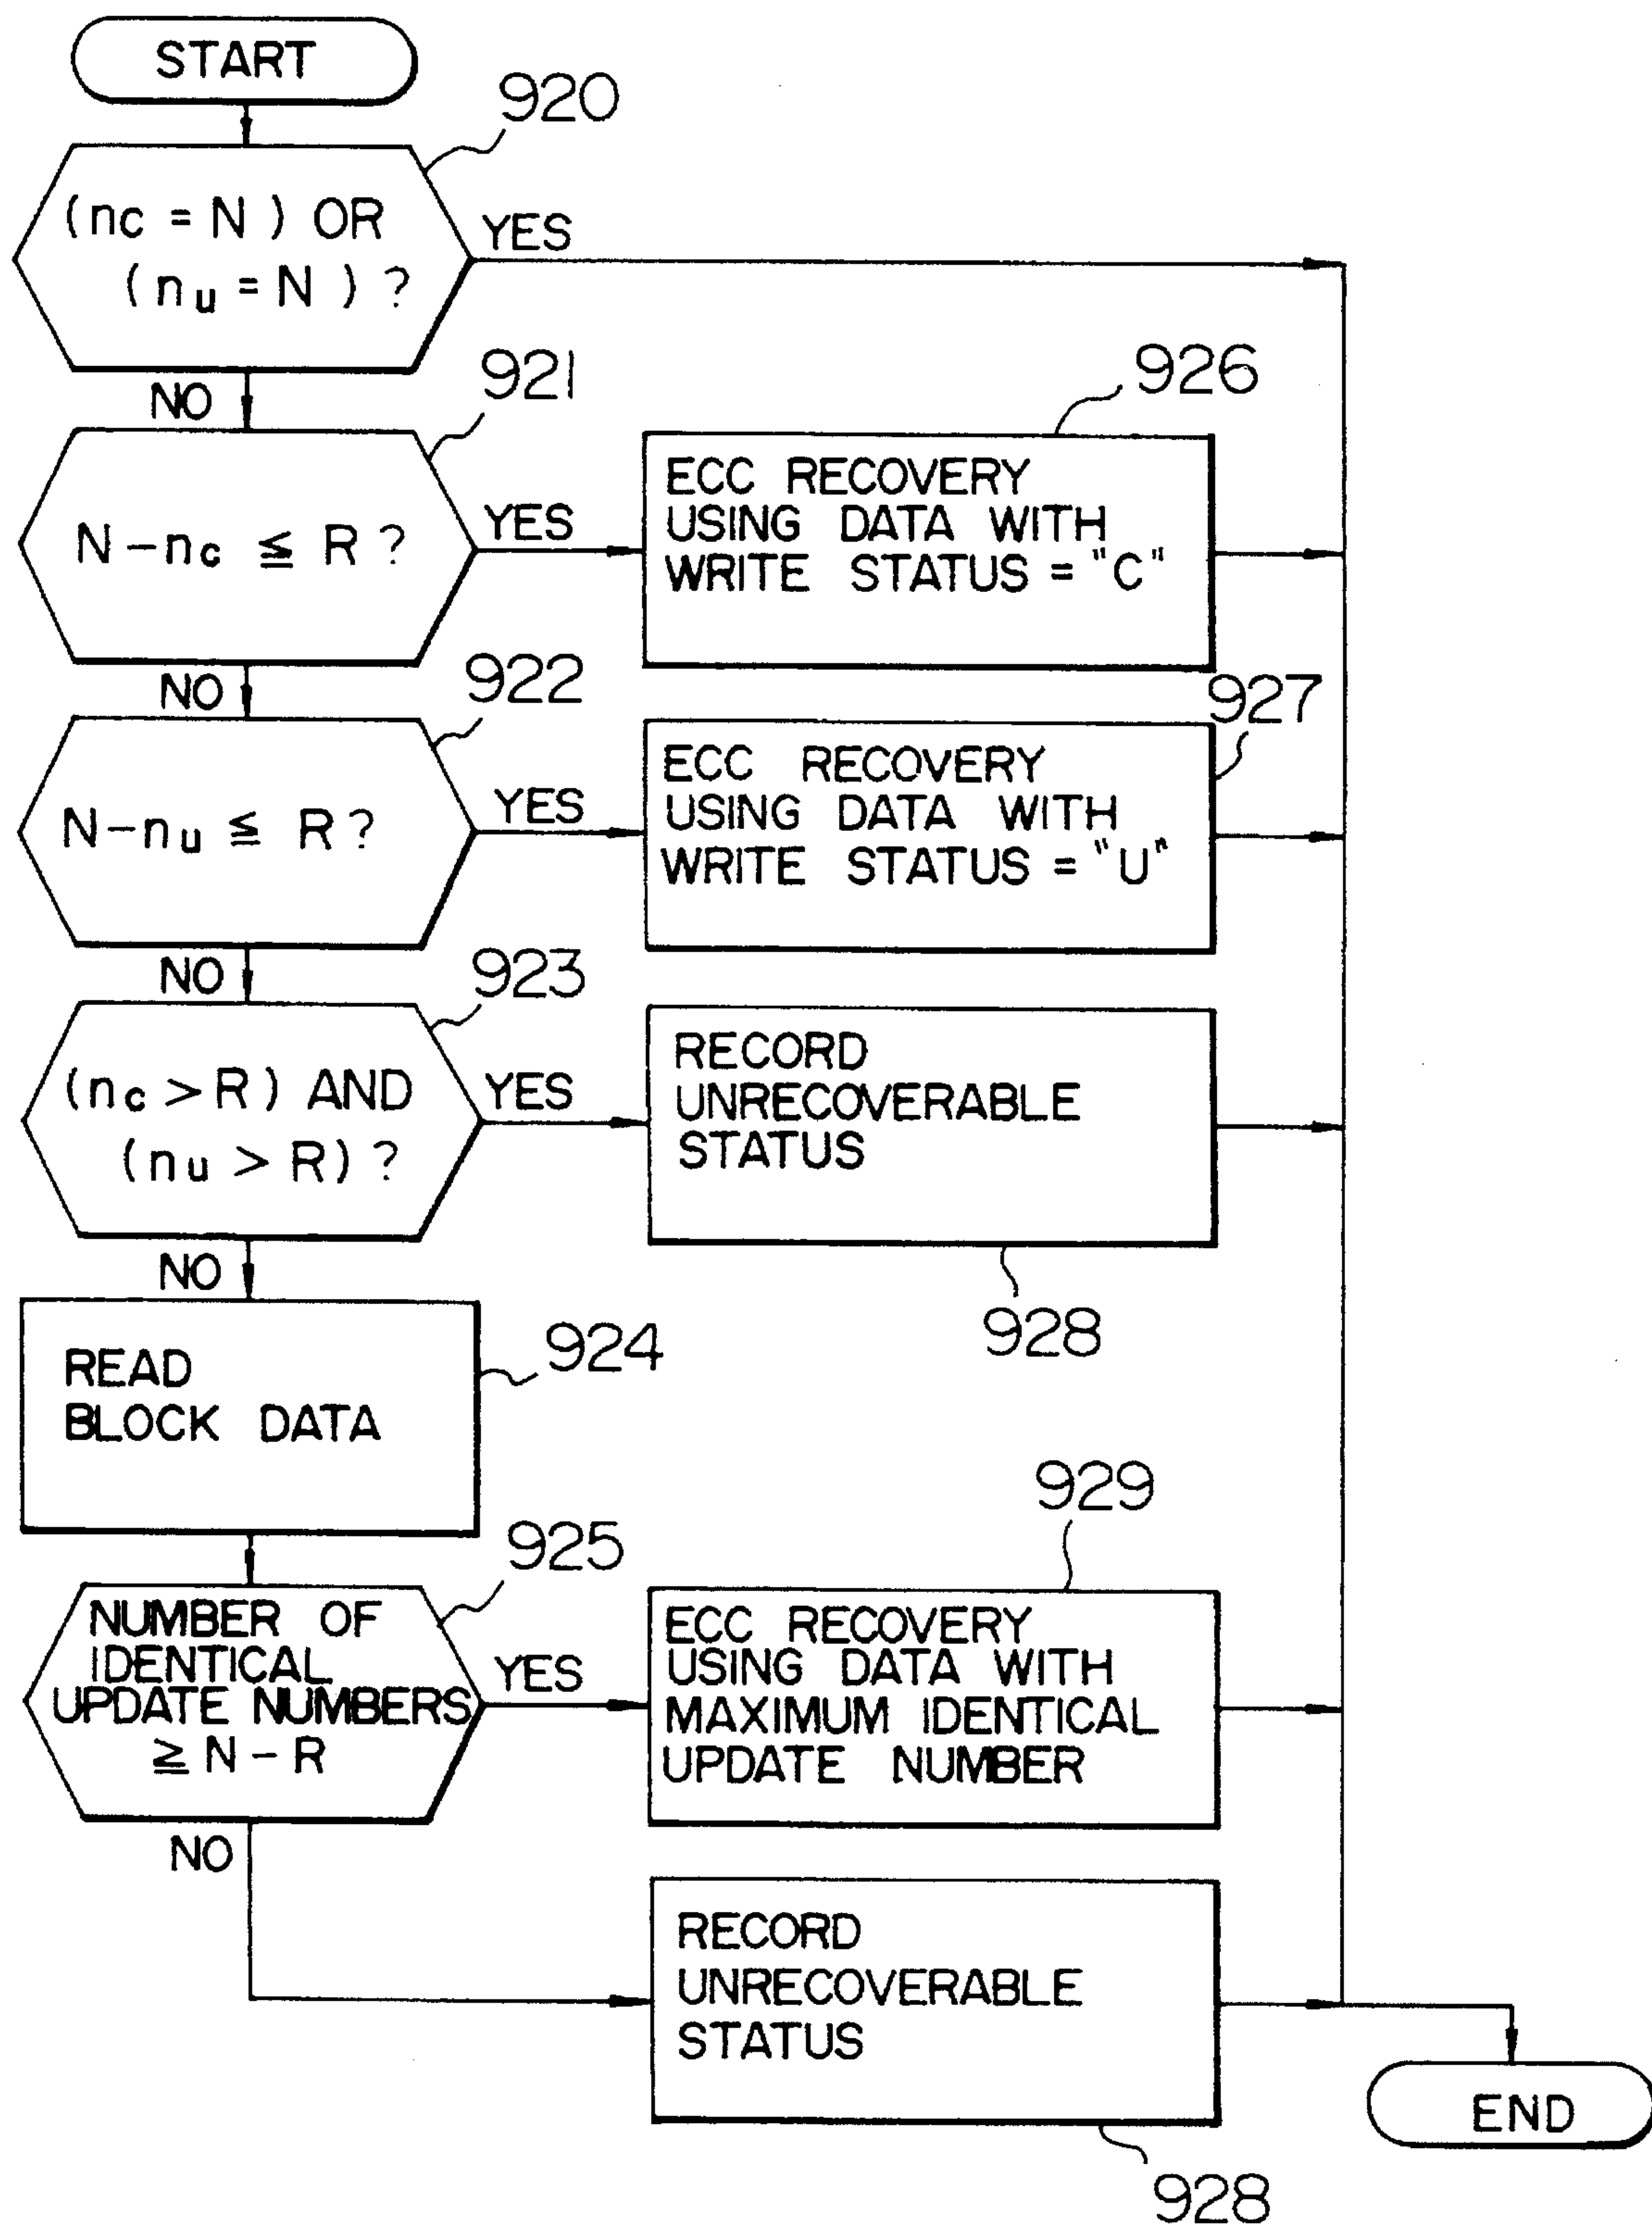 START
920
(nc = N) OR
(nu = N) ?
YES
NO
921
N-nc ≦ R ?
YES
926
ECC RECOVERY
USING DATA WITH
WRITE STATUS = "C"
NO
922
N-nu ≦ R ?
YES
927
ECC RECOVERY
USING DATA WITH
WRITE STATUS = "U"
NO
923
(nc > R) AND
(nu > R) ?
YES
RECORD
UNRECOVERABLE
STATUS
928
NO
924
READ
BLOCK DATA
925
NUMBER OF
IDENTICAL
UPDATE NUMBERS
≧ N - R
YES
929
ECC RECOVERY
USING DATA WITH
MAXIMUM IDENTICAL
UPDATE NUMBER
NO
RECORD
UNRECOVERABLE
STATUS
928
END